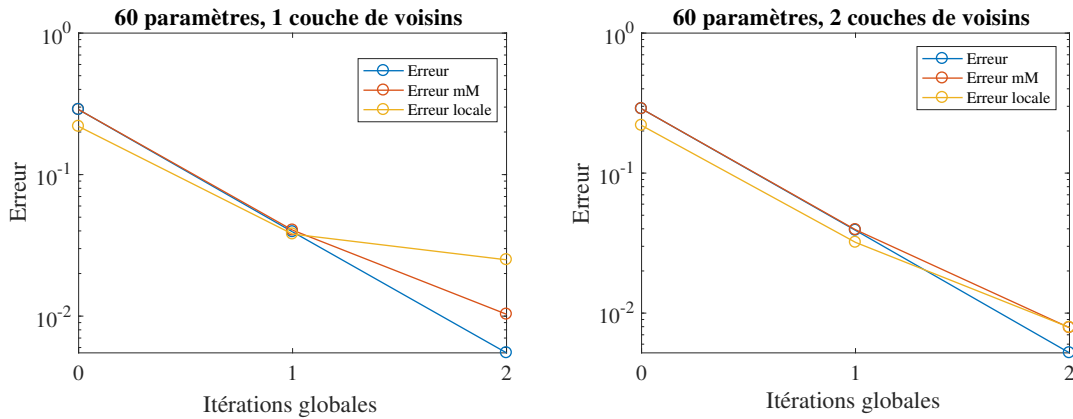 60 paramètres, 1 couche de voisins
10^0
10^-1
10^-2
Erreur
Erreur
Erreur mM
Erreur locale
0
1
2
Itérations globales
60 paramètres, 2 couches de voisins
10^0
10^-1
10^-2
Erreur
Erreur
Erreur mM
Erreur locale
0
1
2
Itérations globales